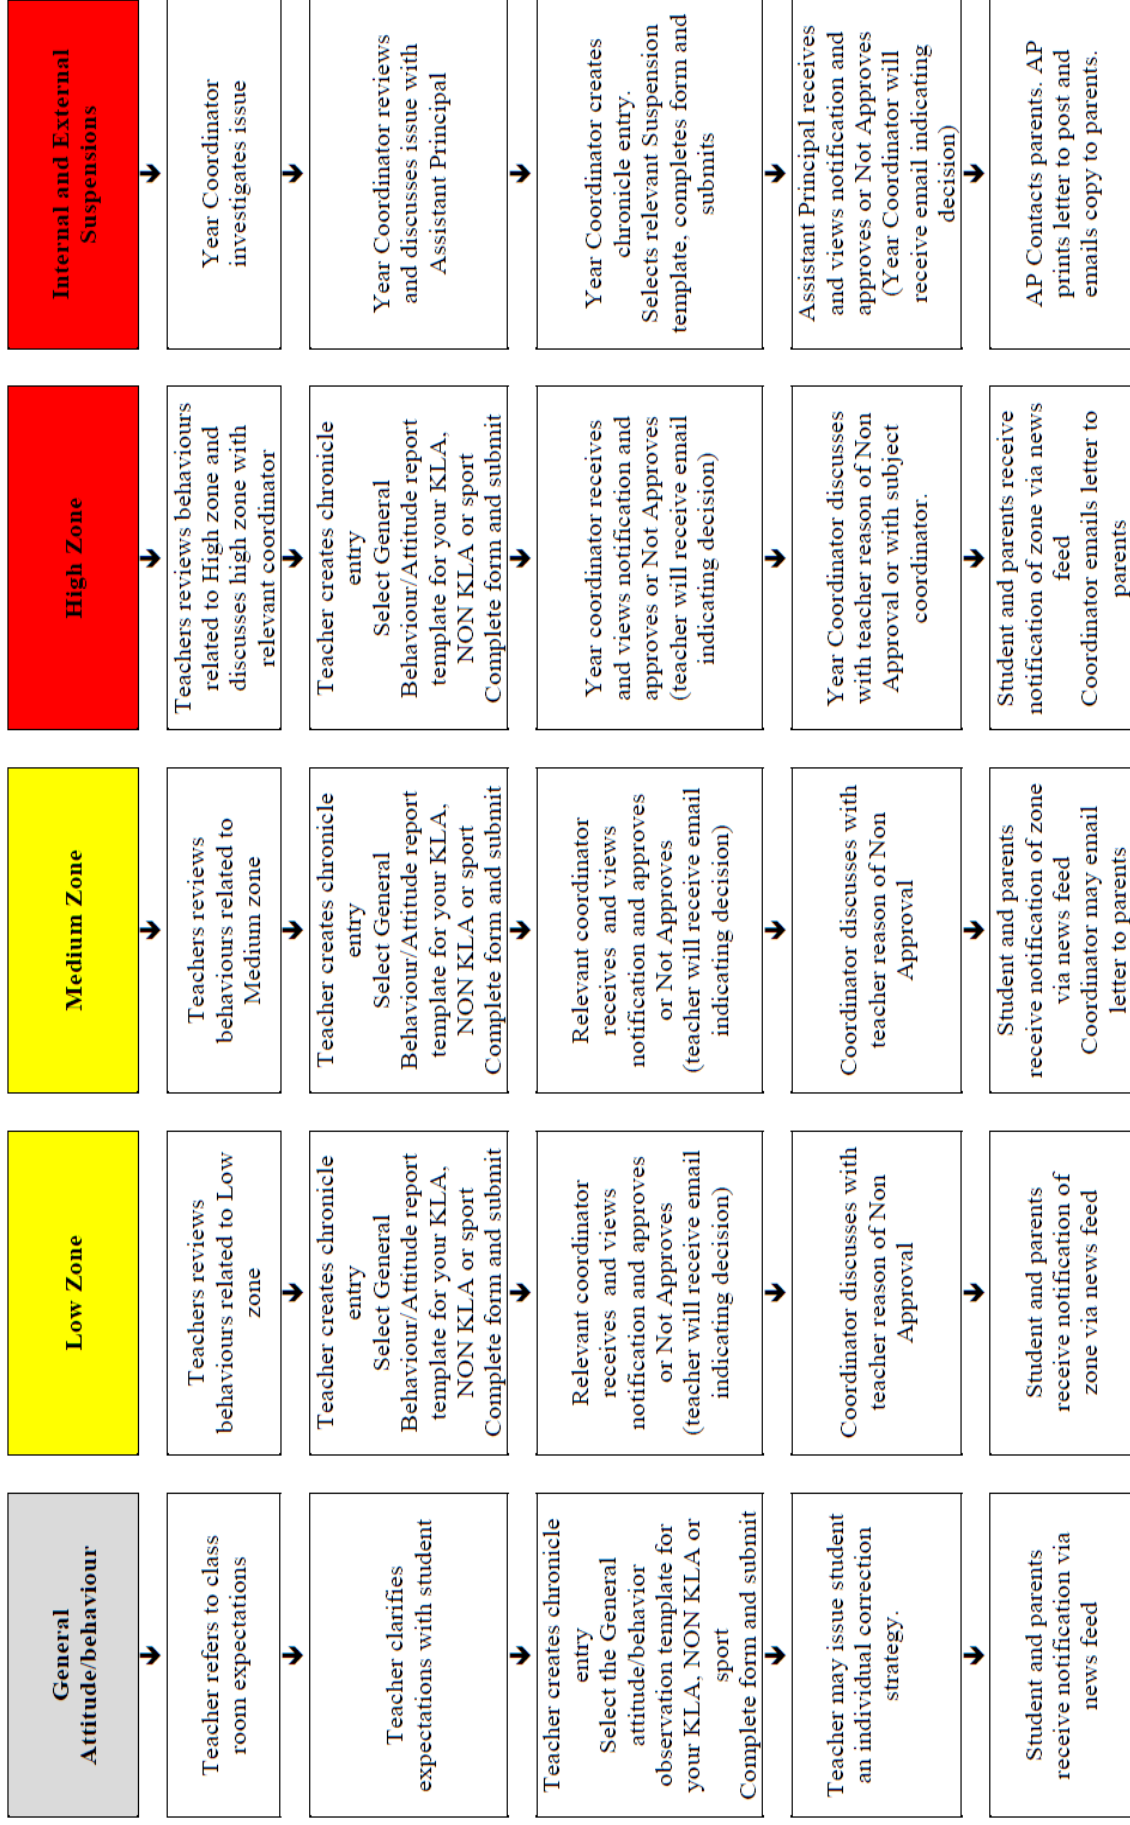 General
Attitude/behaviour
Teacher refers to class
room expectations
Teacher clarifies
expectations with student
Teacher creates chronicle
entry
Select the General
attitude/behavior
observation template for
your KLA, NON KLA or
sport
Complete form and submit
Teacher may issue student
an individual correction
strategy.
Student and parents
receive notification via
news feed
Low Zone
Teachers reviews
behaviours related to Low
zone
Teacher creates chronicle
entry
Select General
Behaviour/Attitude report
template for your KLA,
NON KLA or sport
Complete form and submit
Relevant coordinator
receives and views
notification and approves
or Not Approves
(teacher will receive email
indicating decision)
Coordinator discusses with
teacher reason of Non
Approval
Student and parents
receive notification of
zone via news feed
Medium Zone
Teachers reviews
behaviours related to
Medium zone
Teacher creates chronicle
entry
Select General
Behaviour/Attitude report
template for your KLA,
NON KLA or sport
Complete form and submit
Relevant coordinator
receives and views
notification and approves
or Not Approves
(teacher will receive email
indicating decision)
Coordinator discusses with
teacher reason of Non
Approval
Student and parents
receive notification of zone
via news feed
Coordinator may email
letter to parents
High Zone
Teachers reviews behaviours
related to High zone and
discusses high zone with
relevant coordinator
Teacher creates chronicle
entry
Select General
Behaviour/Attitude report
template for your KLA,
NON KLA or sport
Complete form and submit
Year coordinator receives
and views notification and
approves or Not Approves
(teacher will receive email
indicating decision)
Year Coordinator discusses
with teacher reason of Non
Approval or with subject
coordinator.
Student and parents receive
notification of zone via news
feed
Coordinator emails letter to
parents
Internal and External
Suspensions
Year Coordinator
investigates issue
Year Coordinator reviews
and discusses issue with
Assistant Principal
Year Coordinator creates
chronicle entry.
Selects relevant Suspension
template, completes form and
submits
Assistant Principal receives
and views notification and
approves or Not Approves
(Year Coordinator will
receive email indicating
decision)
AP Contacts parents. AP
prints letter to post and
emails copy to parents.